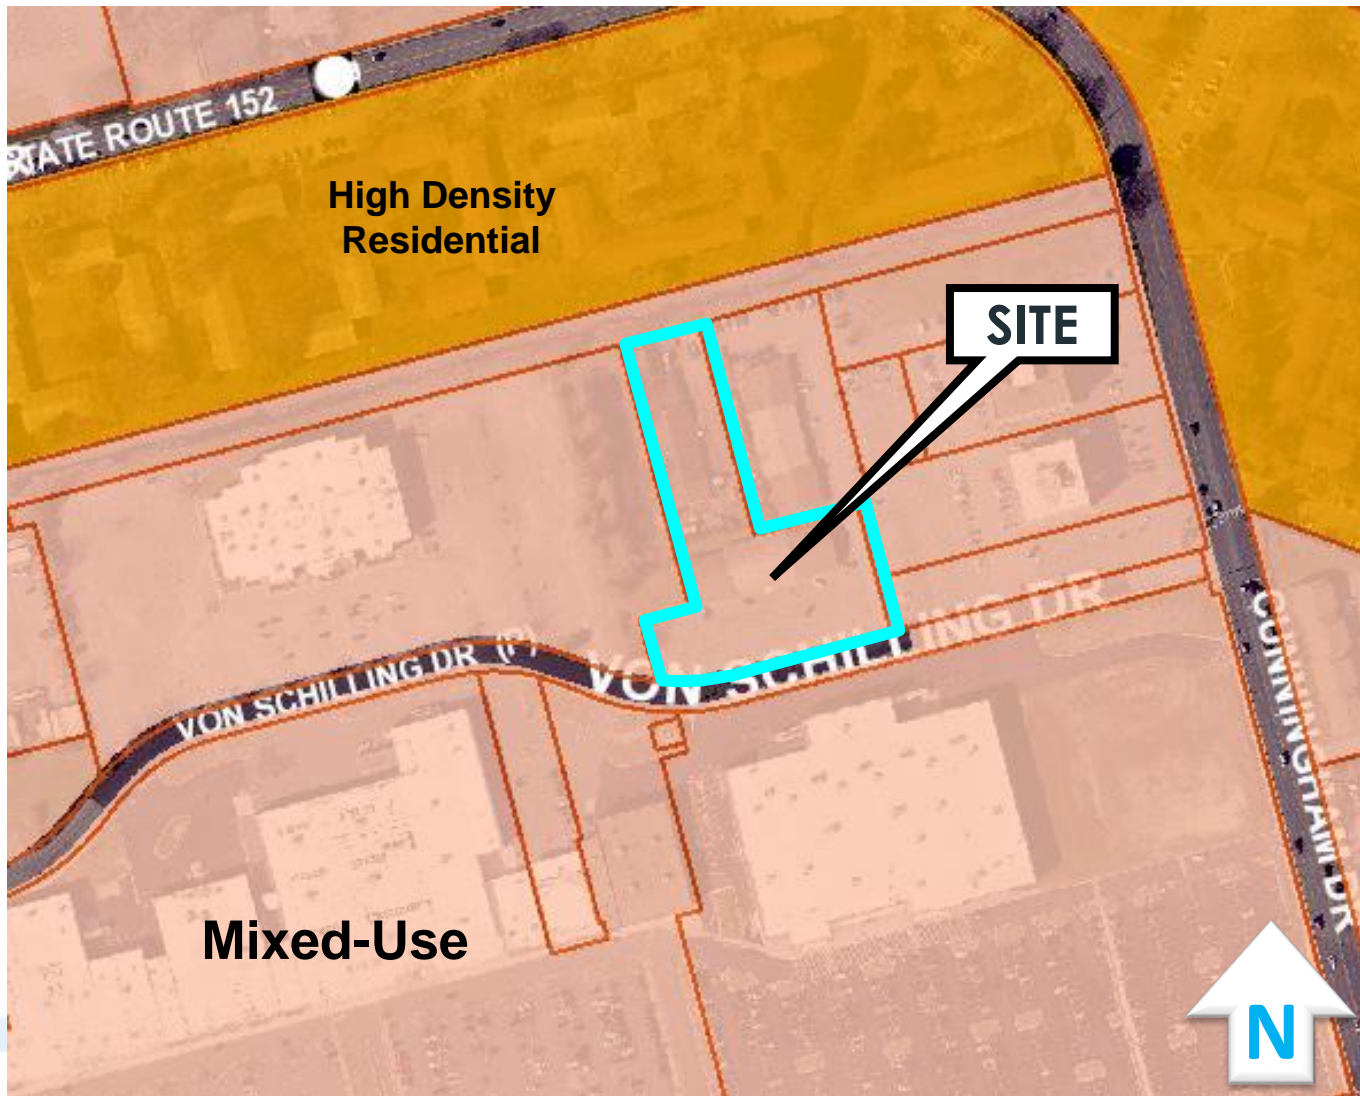 STATE ROUTE 152
High Density
Residential
SITE
VON SCHILLING DR
VON SCHILLING DR (P)
CUNNINGHAM DR
Mixed-Use
N